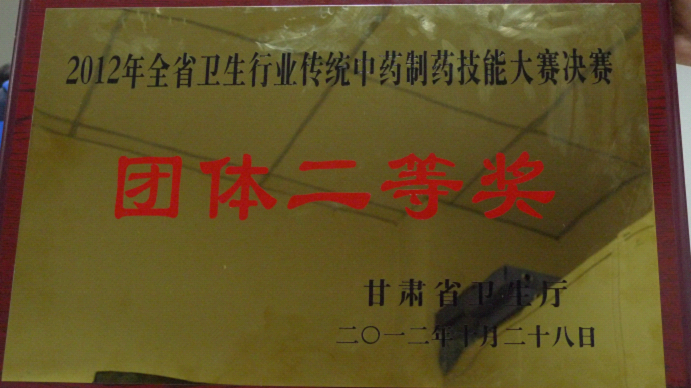 2012年全省卫生行业传统中药制药技能大赛决赛
团体二等奖
甘肃省卫生厅
二〇一二年十月二十八日